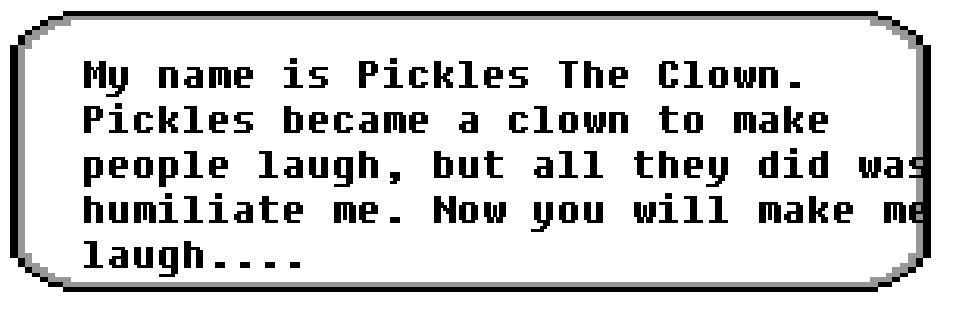 My name is Pickles The Clown.
Pickles became a clown to make
people laugh, but all they did was
humiliate me. Now you will make me
laugh....